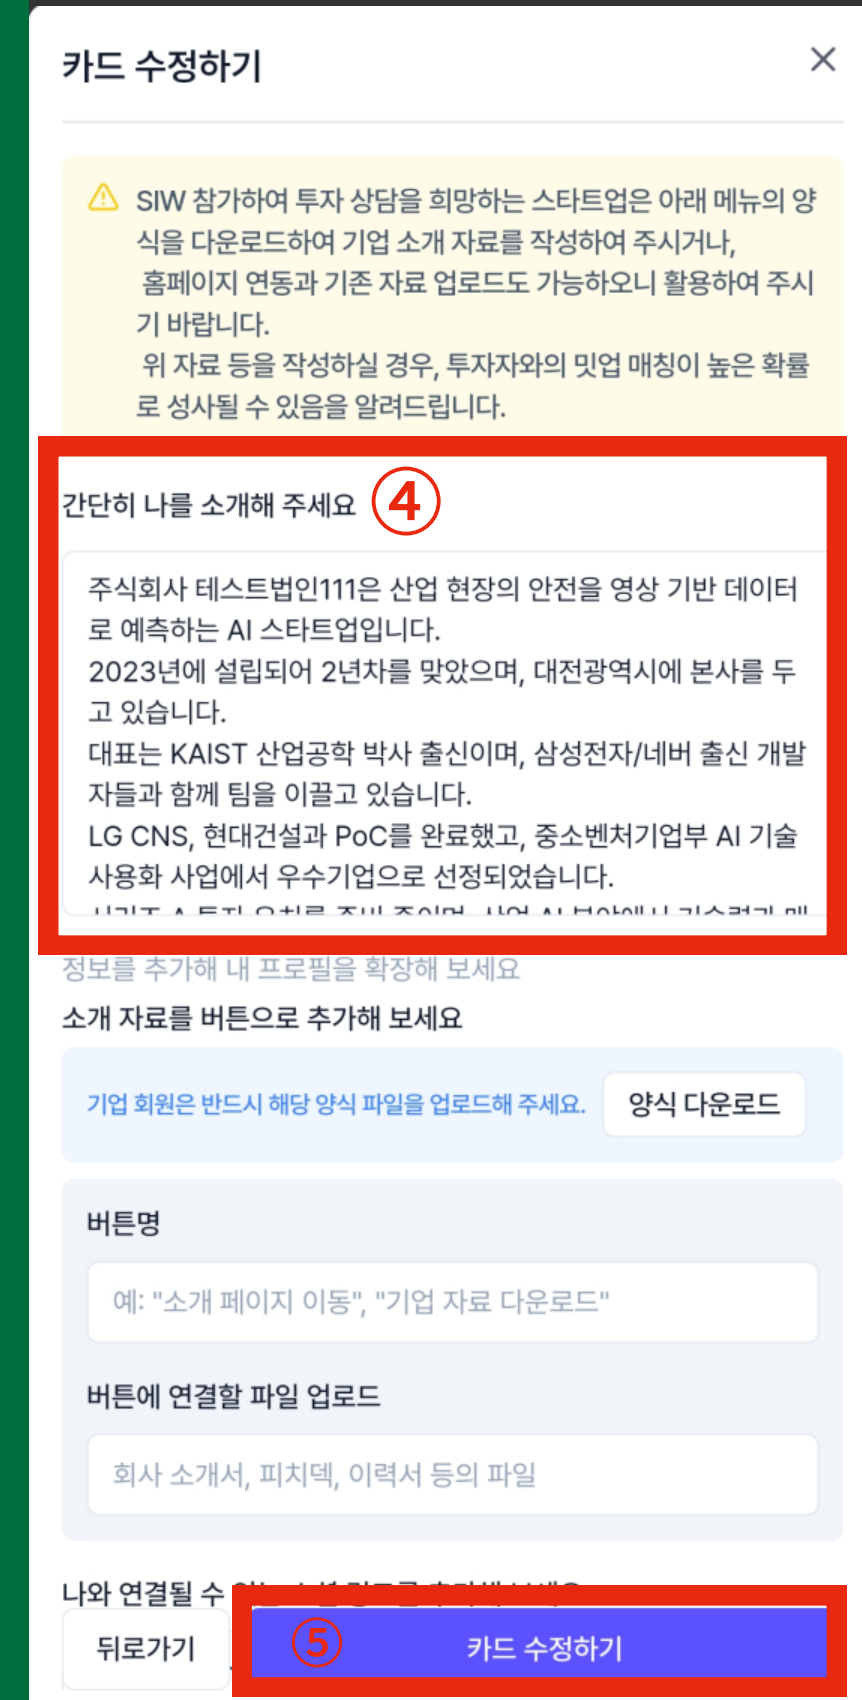 카드 수정하기
SIW 참가하여 투자 상담을 희망하는 스타트업은 아래 메뉴의 양
식을 다운로드하여 기업 소개 자료를 작성하여 주시거나,
홈페이지 연동과 기존 자료 업로드도 가능하오니 활용하여 주시
기 바랍니다.
위 자료 등을 작성하실 경우, 투자자와의 밋업 매칭이 높은 확률
로 성사될 수 있음을 알려드립니다.
간단히 나를 소개해 주세요 ④
주식회사 테스트법인111은 산업 현장의 안전을 영상 기반 데이터
로 예측하는 AI 스타트업입니다.
2023년에 설립되어 2년차를 맞았으며, 대전광역시에 본사를 두
고 있습니다.
대표는 KAIST 산업공학 박사 출신이며, 삼성전자/네버 출신 개발
자들과 함께 팀을 이끌고 있습니다.
LG CNS, 현대건설과 PoC를 완료했고, 중소벤처기업부 AI 기술
사용화 사업에서 우수기업으로 선정되었습니다.
정보를 추가해 내 프로필을 확장해 보세요
소개 자료를 버튼으로 추가해 보세요
기업 회원은 반드시 해당 양식 파일을 업로드해 주세요. 양식 다운로드
버튼명
예: "소개 페이지 이동", "기업 자료 다운로드"
버튼에 연결할 파일 업로드
회사 소개서, 피치덱, 이력서 등의 파일
나와 연결될 수
뒤로가기 ⑤ 카드 수정하기